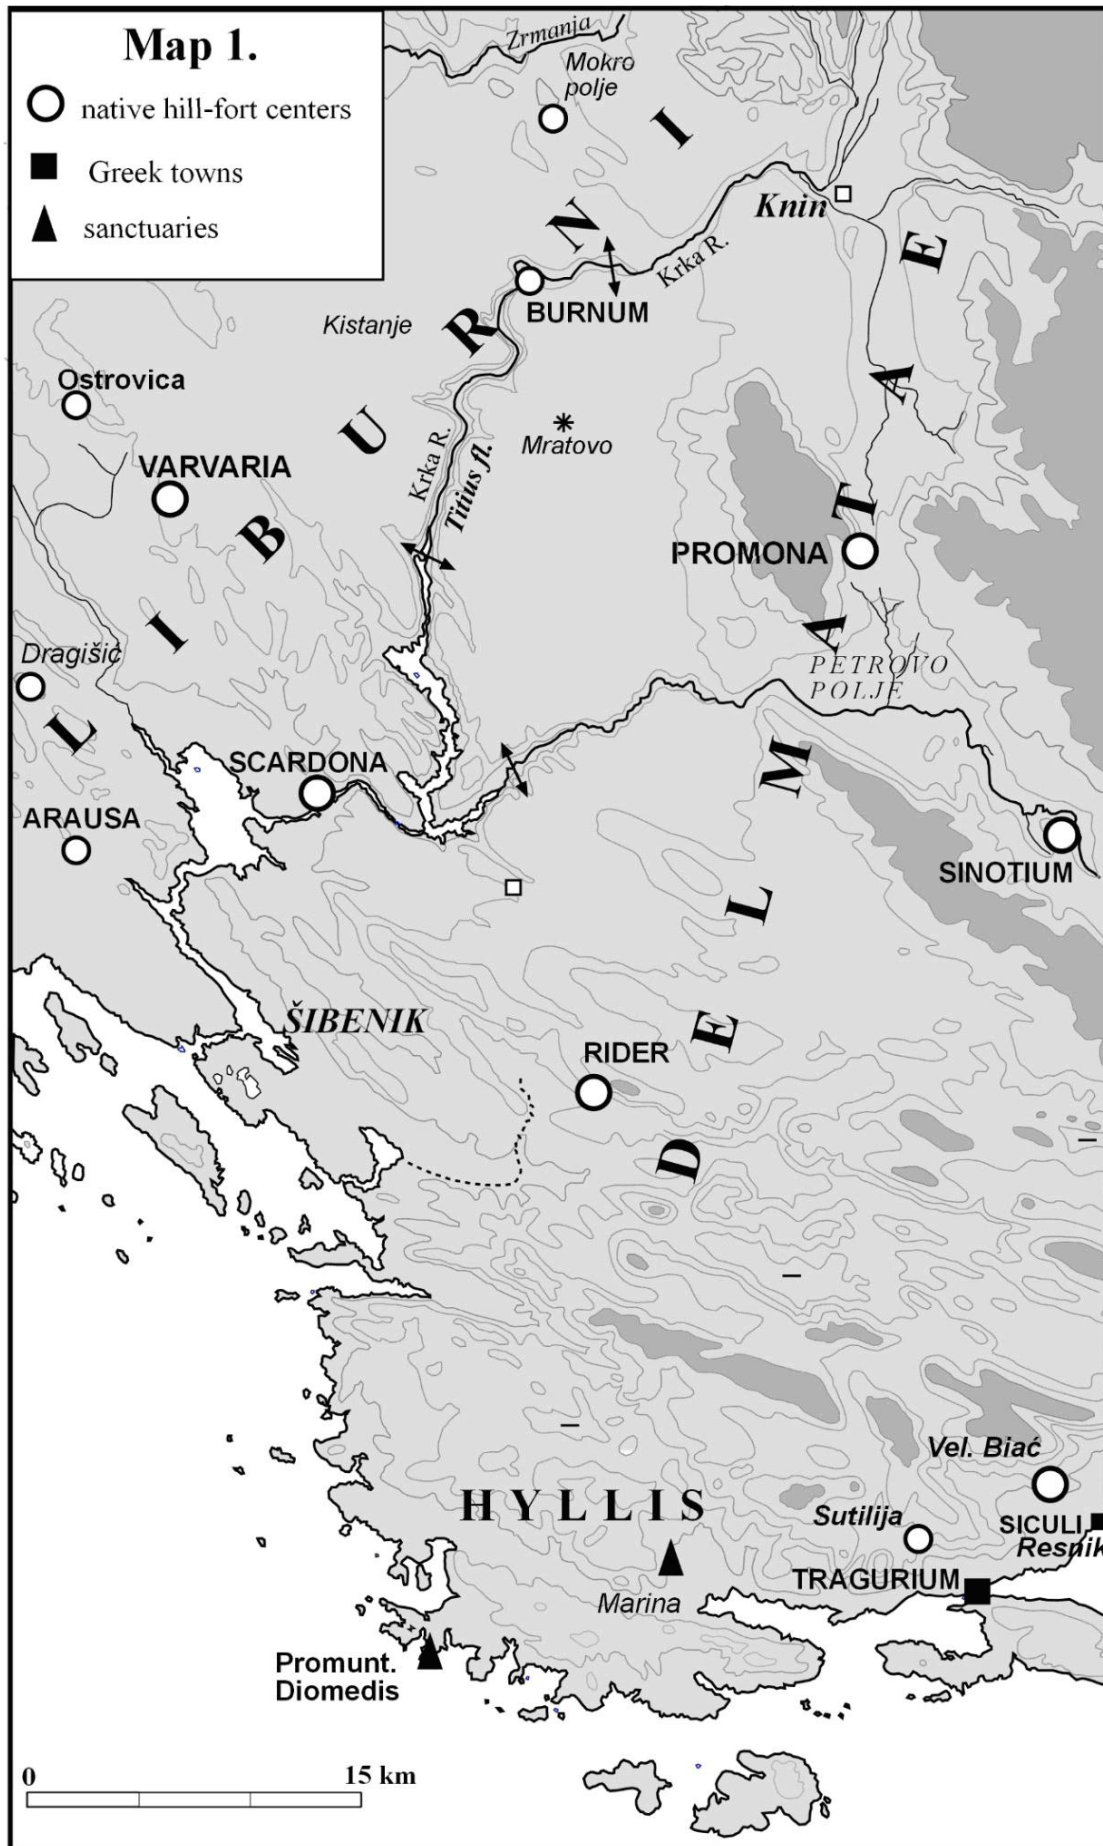 Map 1.
native hill-fort centers
Greek towns
sanctuaries
Zrmanja
Mokro
polje
Knin
Krka R.
BURNUM
Kistanje
Ostrovica
VARVARIA
Krka R.
Titius fl.
Mratovo
LIBURNI
PROMONA
DELMATAE
PETROVO
POLJE
Dragišić
SCARDONA
ARAUSA
SINOTIUM
ŠIBENIK
RIDER
Vel. Biać
HYLLIS
Sutilija
SICULI
Resnik
TRAGURIUM
Marina
Promunt.
Diomedis
0 15 km